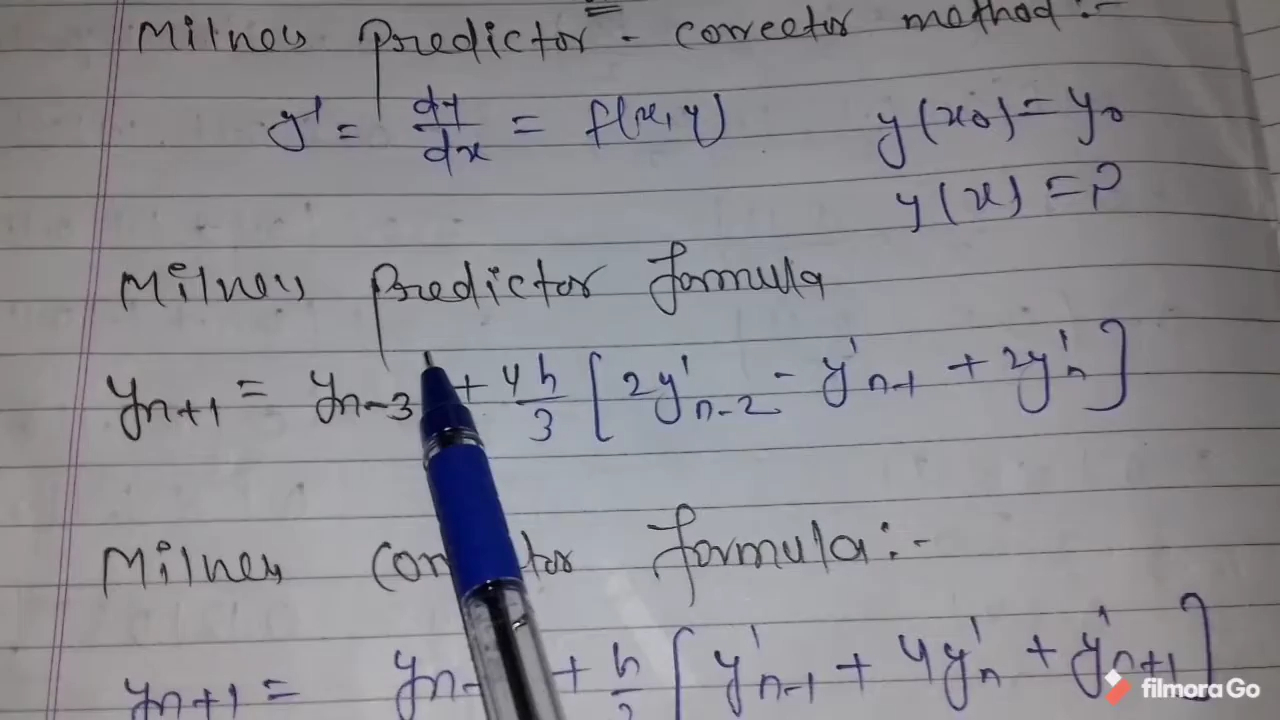 Milnes Predictor - corrector method :-
y' = dy/dx = f(x, y) y(x₀) = y₀
y(x) = ?
Milnes Predictor formula
yₙ₊₁ = yₙ₋₃ + 4h/3 [2y'ₙ₋₂ - y'ₙ₋₁ + 2y'ₙ]
Milnes formula :-
yₙ₊₁ = + h [y'ₙ₋₁ + 4y'ₙ + y'ₙ₊₁]
filmora Go